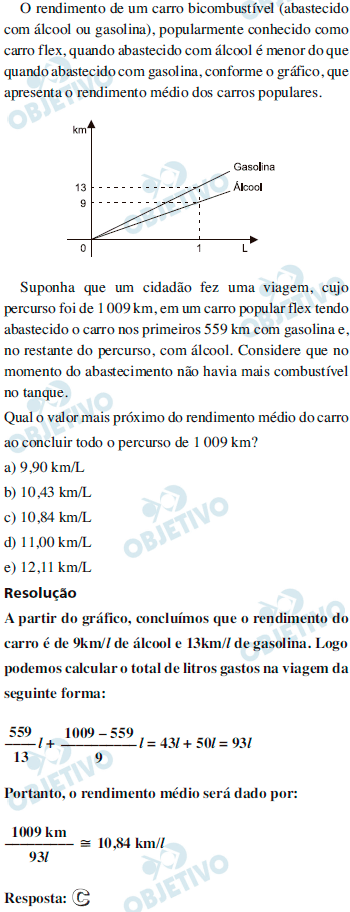 O rendimento de um carro bicombustível (abastecido
com álcool ou gasolina), popularmente conhecido como
carro flex, quando abastecido com álcool é menor do que
quando abastecido com gasolina, conforme o gráfico, que
apresenta o rendimento médio dos carros populares.
km
Gasolina
13
Álcool
9
0
1
L
Suponha que um cidadão fez uma viagem, cujo
percurso foi de 1 009 km, em um carro popular flex tendo
abastecido o carro nos primeiros 559 km com gasolina e,
no restante do percurso, com álcool. Considere que no
momento do abastecimento não havia mais combustível
no tanque.
Qual o valor mais próximo do rendimento médio do carro
ao concluir todo o percurso de 1 009 km?
a) 9,90 km/L
b) 10,43 km/L
c) 10,84 km/L
d) 11,00 km/L
e) 12,11 km/L
Resolução
A partir do gráfico, concluímos que o rendimento do
carro é de 9km/l de álcool e 13km/l de gasolina. Logo
podemos calcular o total de litros gastos na viagem da
seguinte forma:
559/13 l + 1009 – 559/9 l = 43l + 50l = 93l
Portanto, o rendimento médio será dado por:
1009 km/93l ≅ 10,84 km/l
Resposta: C
OBJETIVO
OBJETIVO
OBJETIVO
OBJETIVO
OBJETIVO
OBJETIVO
OBJETIVO
OBJETIVO